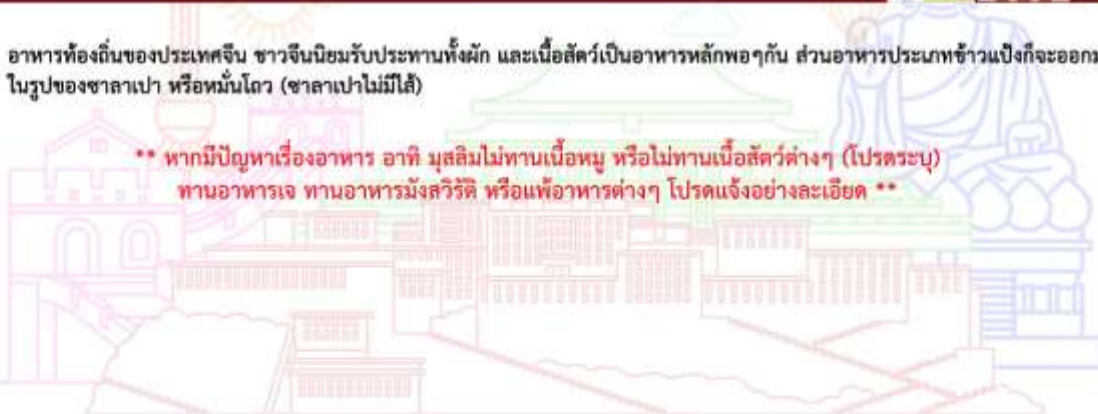 อาหารท้องถิ่นของประเทศจีน ชาวจีนนิยมรับประทานทั้งผัก และเนื้อสัตว์เป็นอาหารหลักพอๆกัน ส่วนอาหารประเภทข้าวแป้งก็จะออกม
ในรูปของซาลาเปา หรือหมั่นโถว (ซาลาเปาไม่มีไส้)
** หากมีปัญหาเรื่องอาหาร อาทิ มุสลิมไม่ทานเนื้อหมู หรือไม่ทานเนื้อสัตว์ต่างๆ (โปรดระบุ)
ทานอาหารเจ ทานอาหารมังสวิรัติ หรือแพ้อาหารต่างๆ โปรดแจ้งอย่างละเอียด **